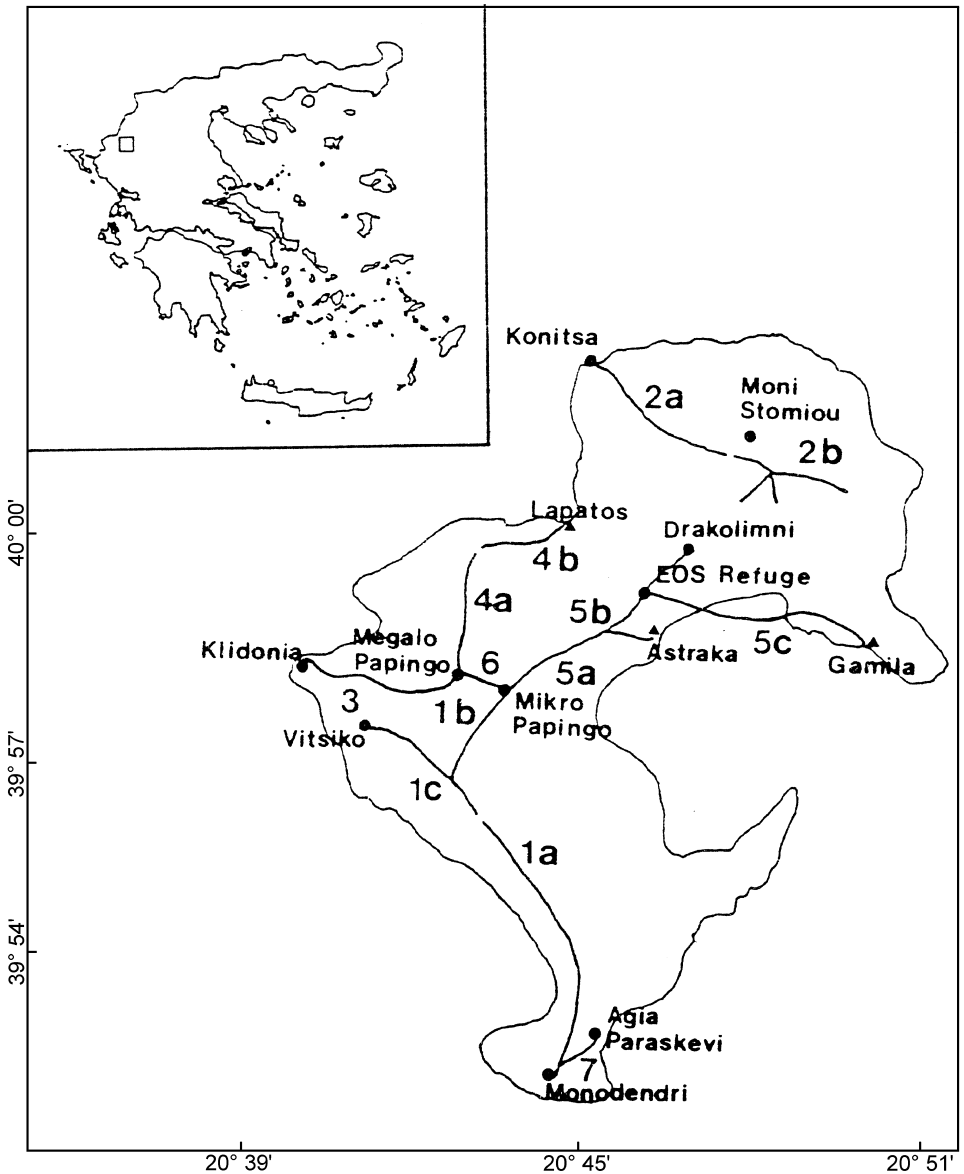 Konitsa
Moni
Stomiou
2a
2b
Lapatos
Drakolimni
4b
EOS Refuge
4a
5b
Klidonia
Megalo
Papingo
6
5a
Astraka
5c
Gamila
3
1b
Mikro
Papingo
Vitsiko
1c
1a
Agia
Paraskevi
7
Monodendri
40° 00'
39° 57'
39° 54'
20° 39'
20° 45'
20° 51'